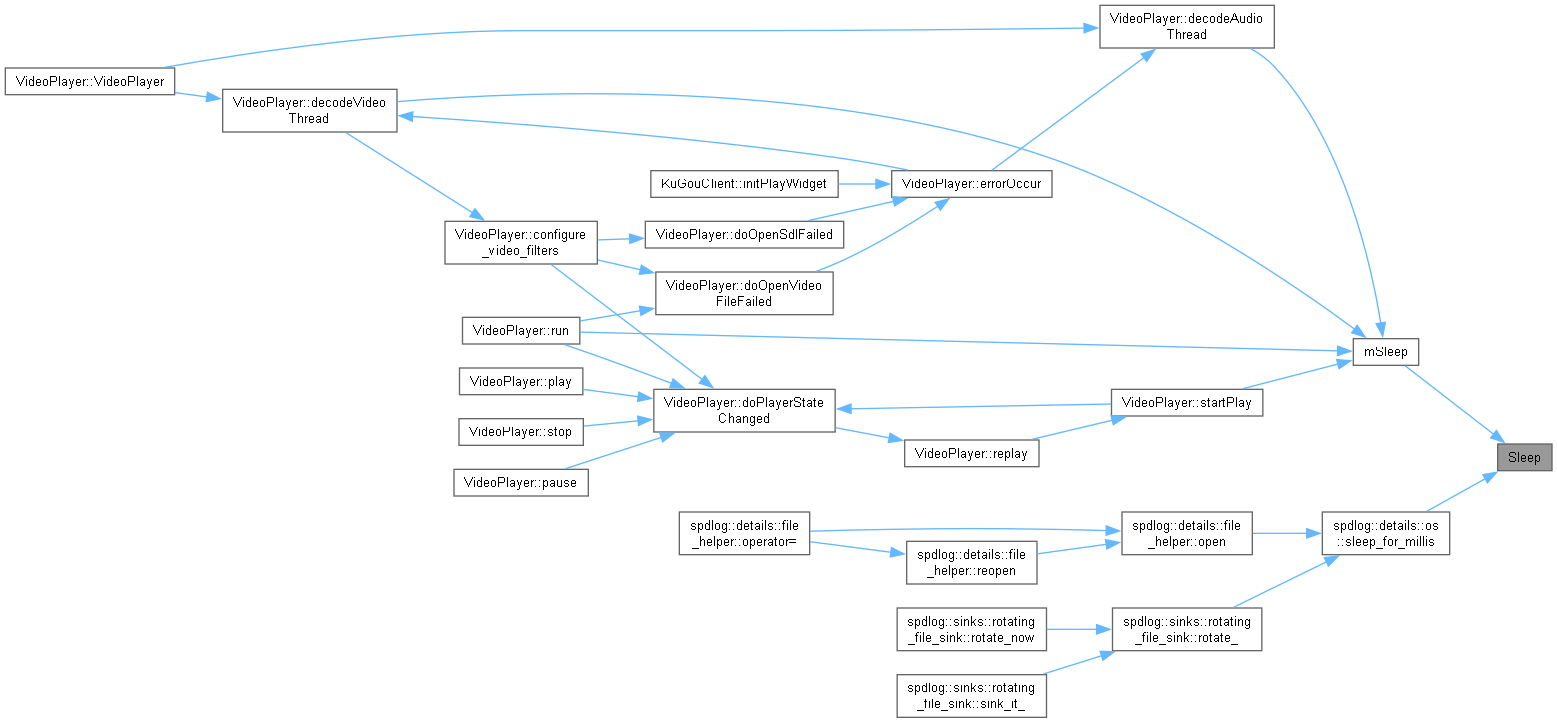 VideoPlayer::decodeAudio
Thread
VideoPlayer::VideoPlayer
VideoPlayer::decodeVideo
Thread
KuGouClient::initPlayWidget
VideoPlayer::errorOccur
VideoPlayer::configure
_video_filters
VideoPlayer::doOpenSdlFailed
VideoPlayer::doOpenVideo
FileFailed
VideoPlayer::run
mSleep
VideoPlayer::play
VideoPlayer::doPlayerState
Changed
VideoPlayer::startPlay
VideoPlayer::stop
VideoPlayer::replay
Sleep
VideoPlayer::pause
spdlog::details::file
_helper::operator=
spdlog::details::file
_helper::reopen
spdlog::details::file
_helper::open
spdlog::details::os
::sleep_for_millis
spdlog::sinks::rotating
_file_sink::rotate_now
spdlog::sinks::rotating
_file_sink::rotate_
spdlog::sinks::rotating
_file_sink::sink_it_